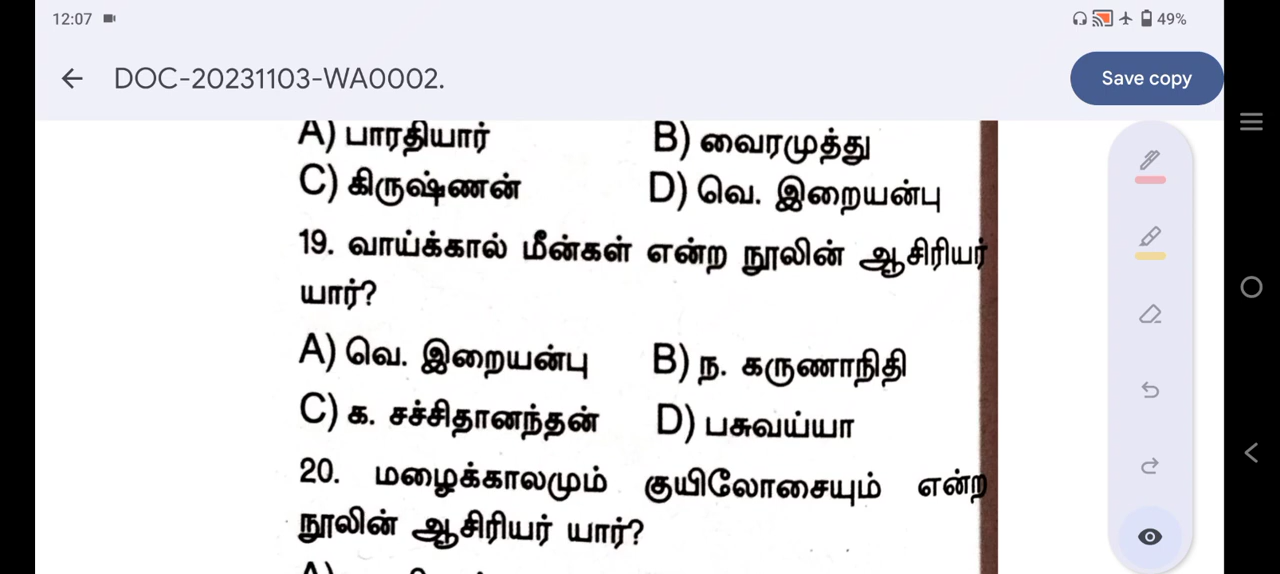 12:07
49%
DOC-20231103-WA0002.
Save copy
A) பாரதியார் B) வைரமுத்து
C) கிருஷ்ணன் D) வெ. இறையன்பு
19. வாய்க்கால் மீன்கள் என்ற நூலின் ஆசிரியர்
யார்?
A) வெ. இறையன்பு B) ந. கருணாநிதி
C) க. சச்சிதானந்தன் D) பசுவய்யா
20. மழைக்காலமும் குயிலோசையும் என்ற
நூலின் ஆசிரியர் யார்?
A)